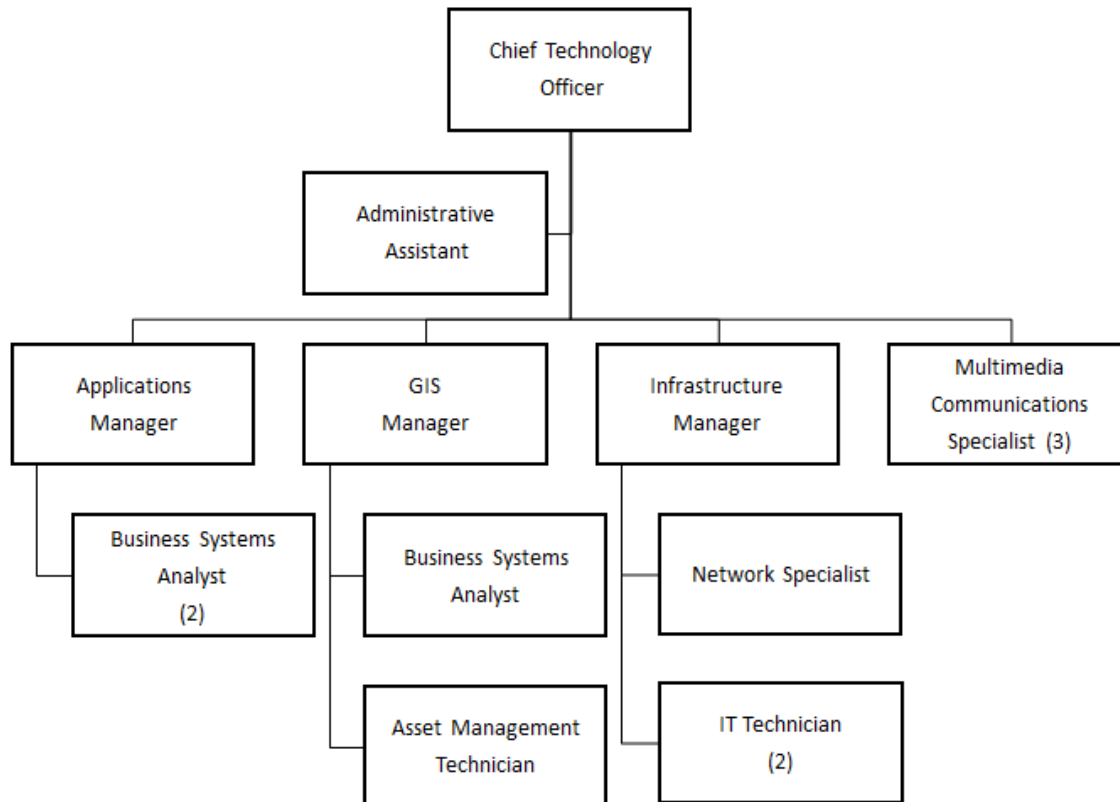 Chief Technology
Officer
Administrative
Assistant
Applications
Manager
GIS
Manager
Infrastructure
Manager
Multimedia
Communications
Specialist (3)
Business Systems
Analyst
(2)
Business Systems
Analyst
Network Specialist
Asset Management
Technician
IT Technician
(2)